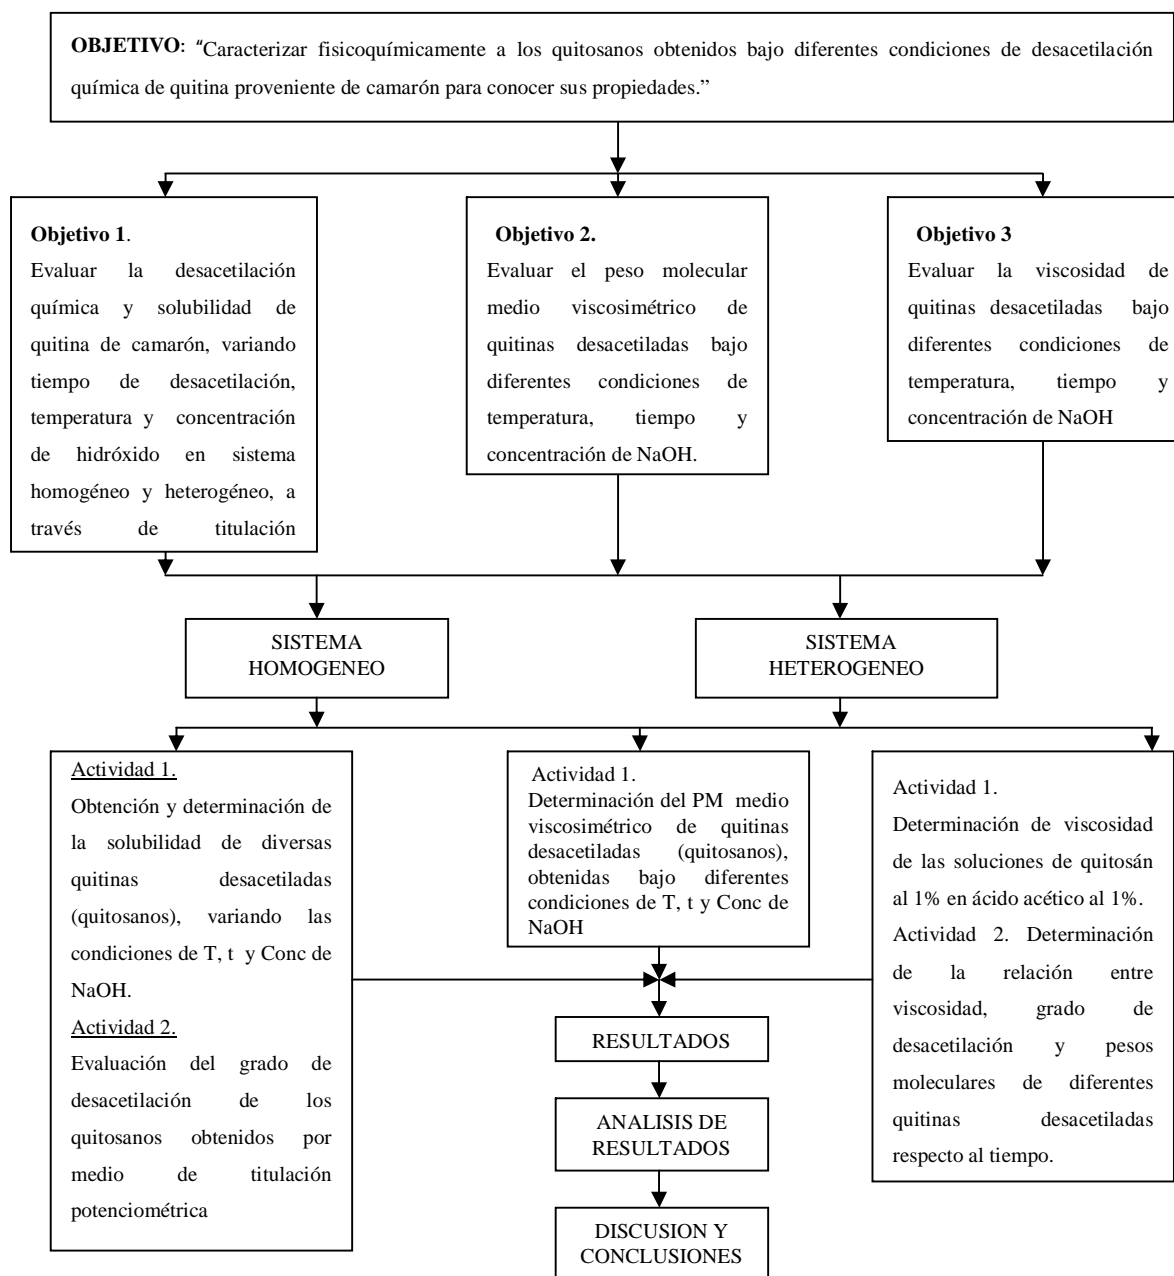 OBJETIVO: “Caracterizar fisicoquímicamente a los quitosanos obtenidos bajo diferentes condiciones de desacetilación
química de quitina proveniente de camarón para conocer sus propiedades.”
Objetivo 1.
Evaluar la desacetilación
química y solubilidad de
quitina de camarón, variando
tiempo de desacetilación,
temperatura y concentración
de hidróxido en sistema
homogéneo y heterogéneo, a
través de titulación
Objetivo 2.
Evaluar el peso molecular
medio viscosimétrico de
quitinas desacetiladas bajo
diferentes condiciones de
temperatura, tiempo y
concentración de NaOH.
Objetivo 3
Evaluar la viscosidad de
quitinas desacetiladas bajo
diferentes condiciones de
temperatura, tiempo y
concentración de NaOH
SISTEMA
HOMOGENEO
SISTEMA
HETEROGENEO
Actividad 1.
Obtención y determinación de
la solubilidad de diversas
quitinas desacetiladas
(quitosanos), variando las
condiciones de T, t y Conc de
NaOH.
Actividad 2.
Evaluación del grado de
desacetilación de los
quitosanos obtenidos por
medio de titulación
potenciométrica
Actividad 1.
Determinación del PM medio
viscosimétrico de quitinas
desacetiladas (quitosanos),
obtenidas bajo diferentes
condiciones de T, t y Conc de
NaOH
Actividad 1.
Determinación de viscosidad
de las soluciones de quitosán
al 1% en ácido acético al 1%.
Actividad 2. Determinación
de la relación entre
viscosidad, grado de
desacetilación y pesos
moleculares de diferentes
quitinas desacetiladas
respecto al tiempo.
RESULTADOS
ANALISIS DE
RESULTADOS
DISCUSION Y
CONCLUSIONES